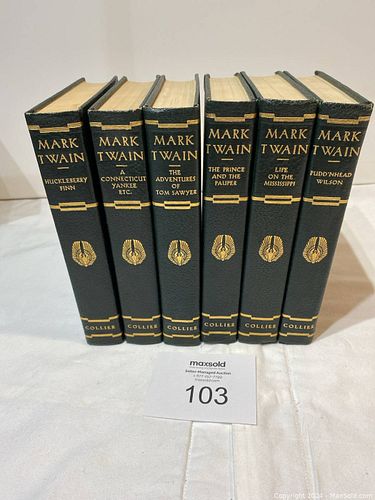 MARK
TWAIN
HUCKLEBERRY
FINN
COLLIER
MARK
TWAIN
A
CONNECTICUT
YANKEE
ETC.
COLLIER
MARK
TWAIN
THE
ADVENTURES
OF
TOM SAWYER
COLLIER
MARK
TWAIN
THE PRINCE
AND THE
PAUPER
COLLIER
MARK
TWAIN
LIFE
ON THE
MISSISSIPPI
COLLIER
MARK
TWAIN
PUDD'NHEAD
WILSON
COLLIER
maxsold
Seller-Managed Auction
103
Copyright 2024 - MaxSold.com